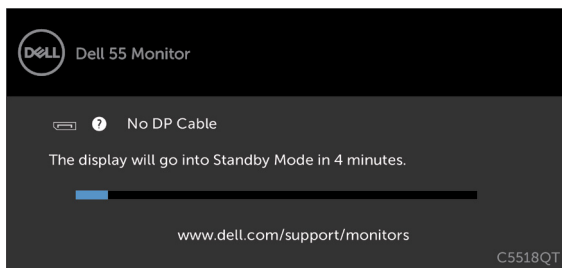 DELL
Dell 55 Monitor
? No DP Cable
The display will go into Standby Mode in 4 minutes.
www.dell.com/support/monitors
C5518QT